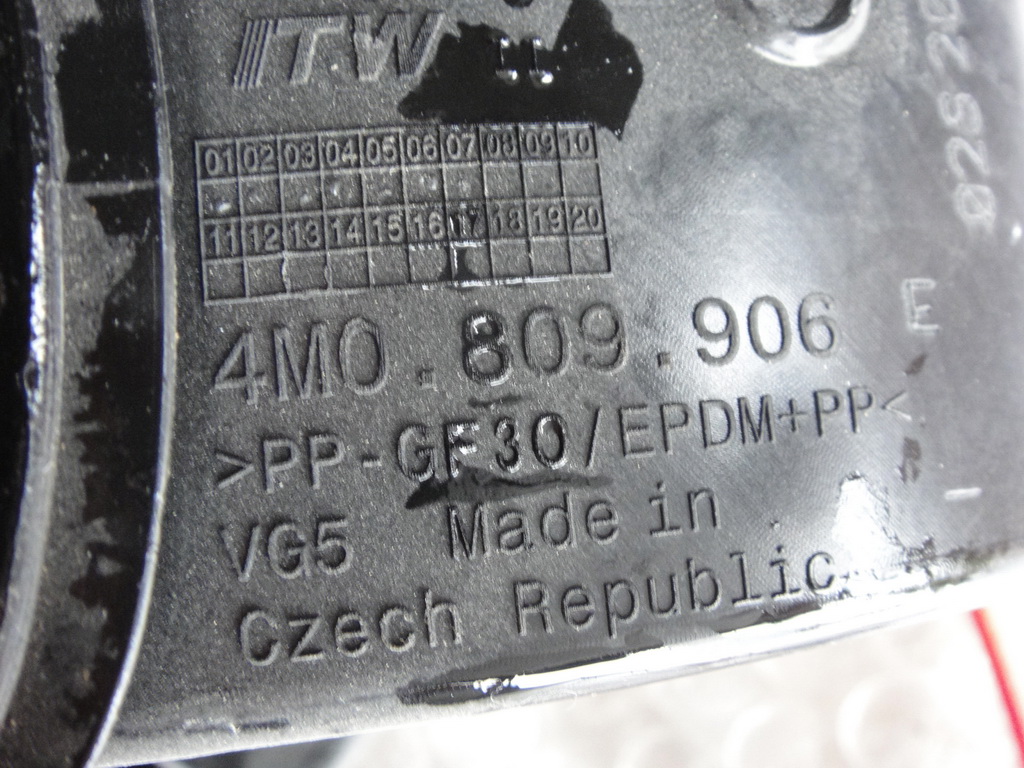 ITW
01 02 03 04 05 06 07 08 09 10
11 12 13 14 15 16 17 18 19 20
4M0.809.906 E
>PP-GF30/EPDM+PP<
VG5 Made in
Czech Republic